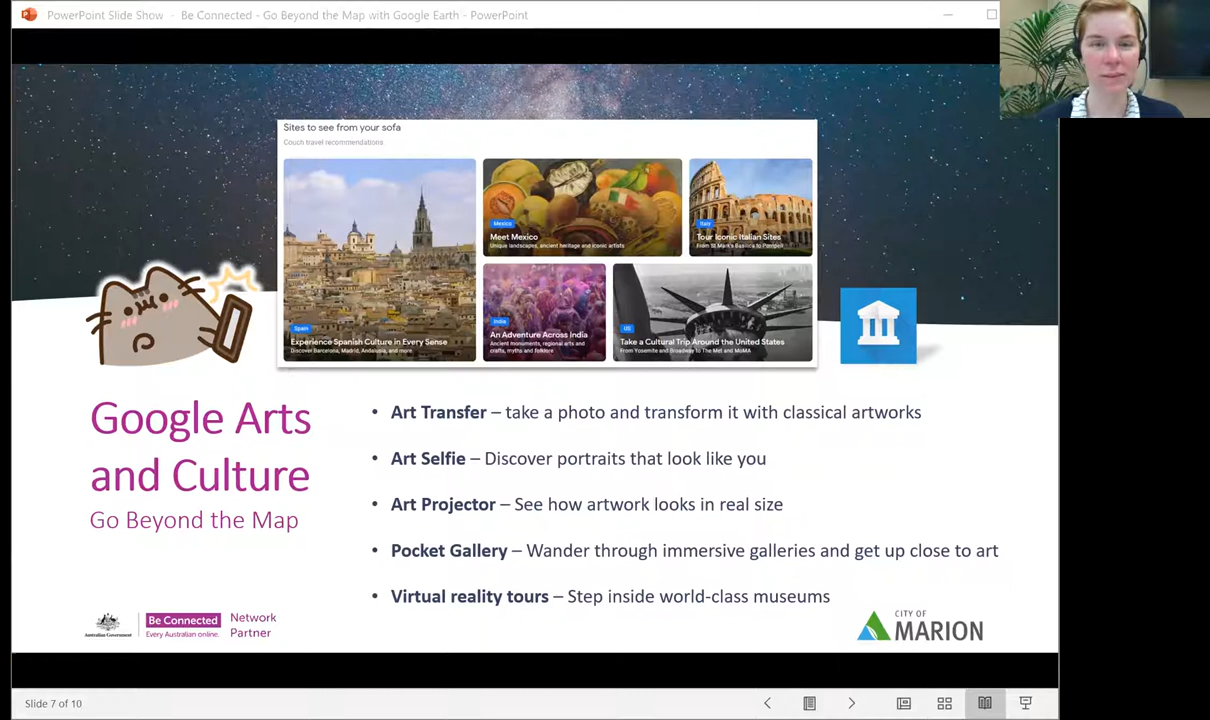 PowerPoint Slide Show - Be Connected - Go Beyond the Map with Google Earth - PowerPoint
Sites to see from your sofa
Couch travel recommendations
Spain
Experience Spanish Culture in Every Sense
Discover Barcelona, Madrid, Andalusia, and more
Mexico
Meet Mexico
Unique landscapes, ancient heritage and iconic artists
Italy
Tour Iconic Italian Sites
From St Mark's Basilica to Pompeii
India
An Adventure Across India
Ancient monuments, regional arts and
crafts, myths and folklore
US
Take a Cultural Trip Around the United States
From Yosemite and Broadway to The Met and MoMA
Google Arts
and Culture
Go Beyond the Map
• Art Transfer – take a photo and transform it with classical artworks
• Art Selfie – Discover portraits that look like you
• Art Projector – See how artwork looks in real size
• Pocket Gallery – Wander through immersive galleries and get up close to art
• Virtual reality tours – Step inside world-class museums
Australian Government
Be Connected
Every Australian online.
Network
Partner
CITY OF
MARION
Slide 7 of 10